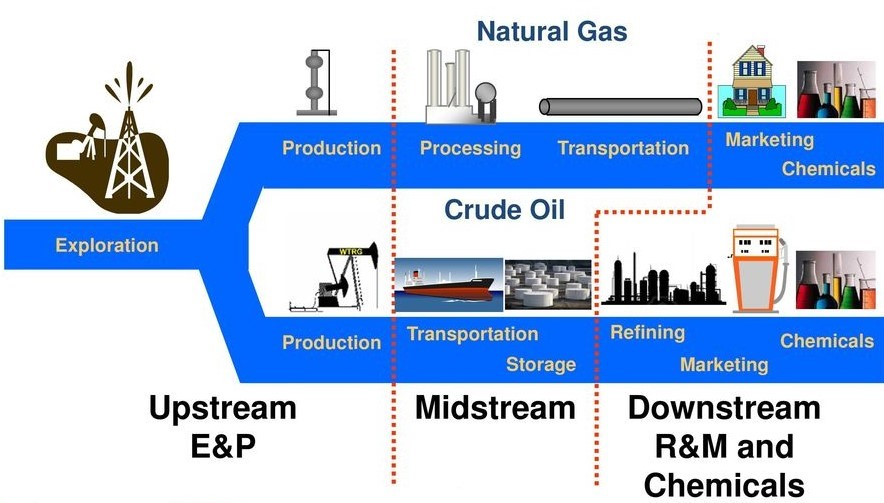 Natural Gas
Production
Processing
Transportation
Marketing
Chemicals
Exploration
Crude Oil
WTRG
Production
Transportation
Storage
Refining
Marketing
Chemicals
Upstream
E&P
Midstream
Downstream
R&M and
Chemicals